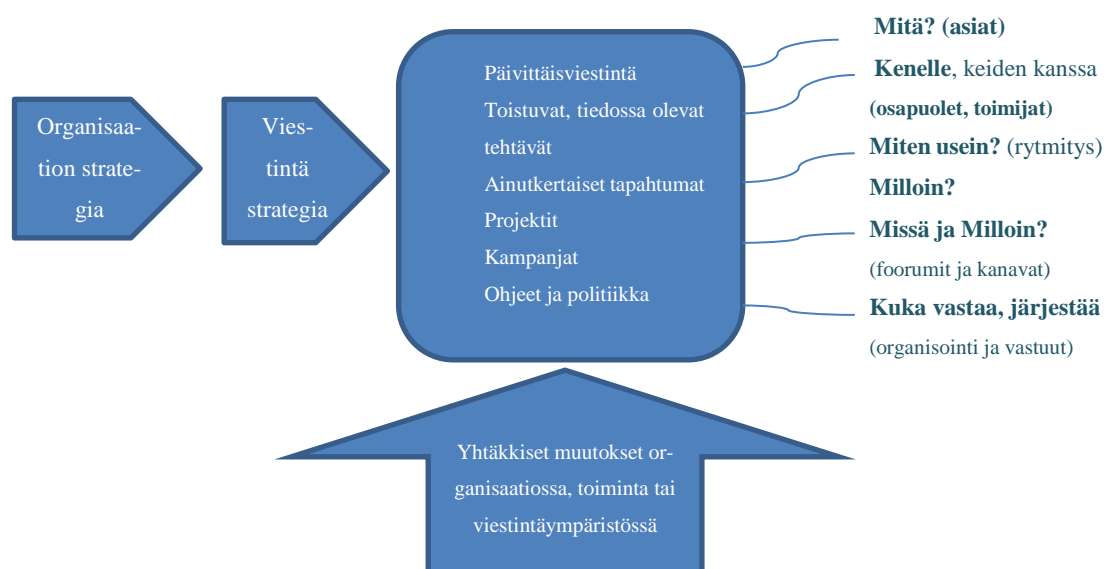 Organisaa-
tion strate-
gia
Vies-
tintä
strategia
Päivittäisviestintä
Toistuvat, tiedossa olevat
tehtävät
Ainutkertaiset tapahtumat
Projektit
Kampanjat
Ohjeet ja politiikka
Mitä? (asiat)
Kenelle, keiden kanssa
(osapuolet, toimijat)
Miten usein? (rytmitys)
Milloin?
Missä ja Milloin?
(foorumit ja kanavat)
Kuka vastaa, järjestää
(organisointi ja vastuut)
Yhtäkkiset muutokset or-
ganisaatiossa, toiminta tai
viestintäympäristössä